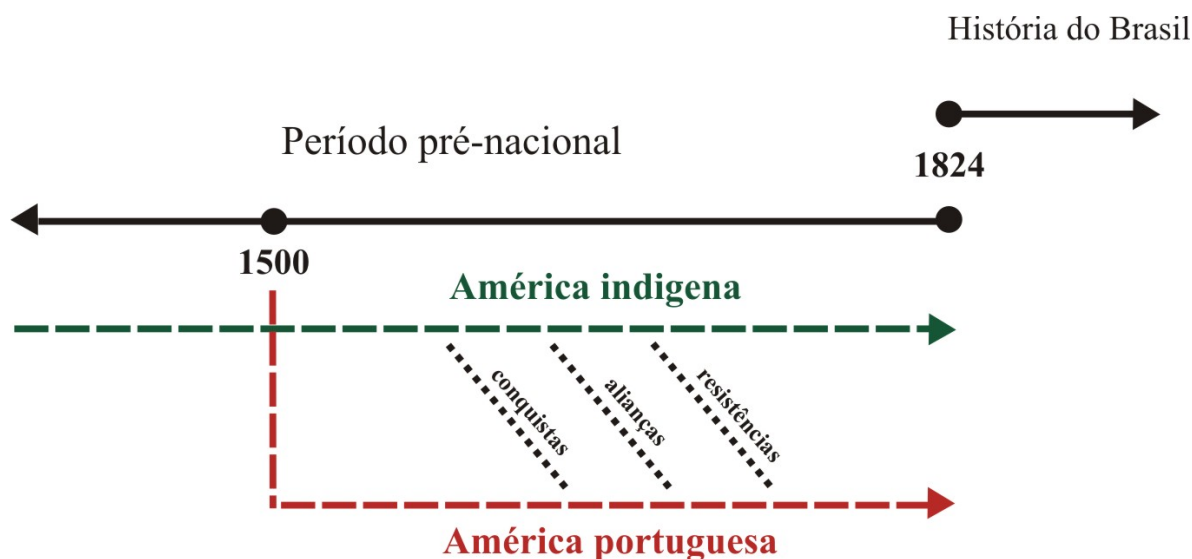 História do Brasil
Período pré-nacional
1824
1500
América indigena
conquistas
alianças
resistências
América portuguesa